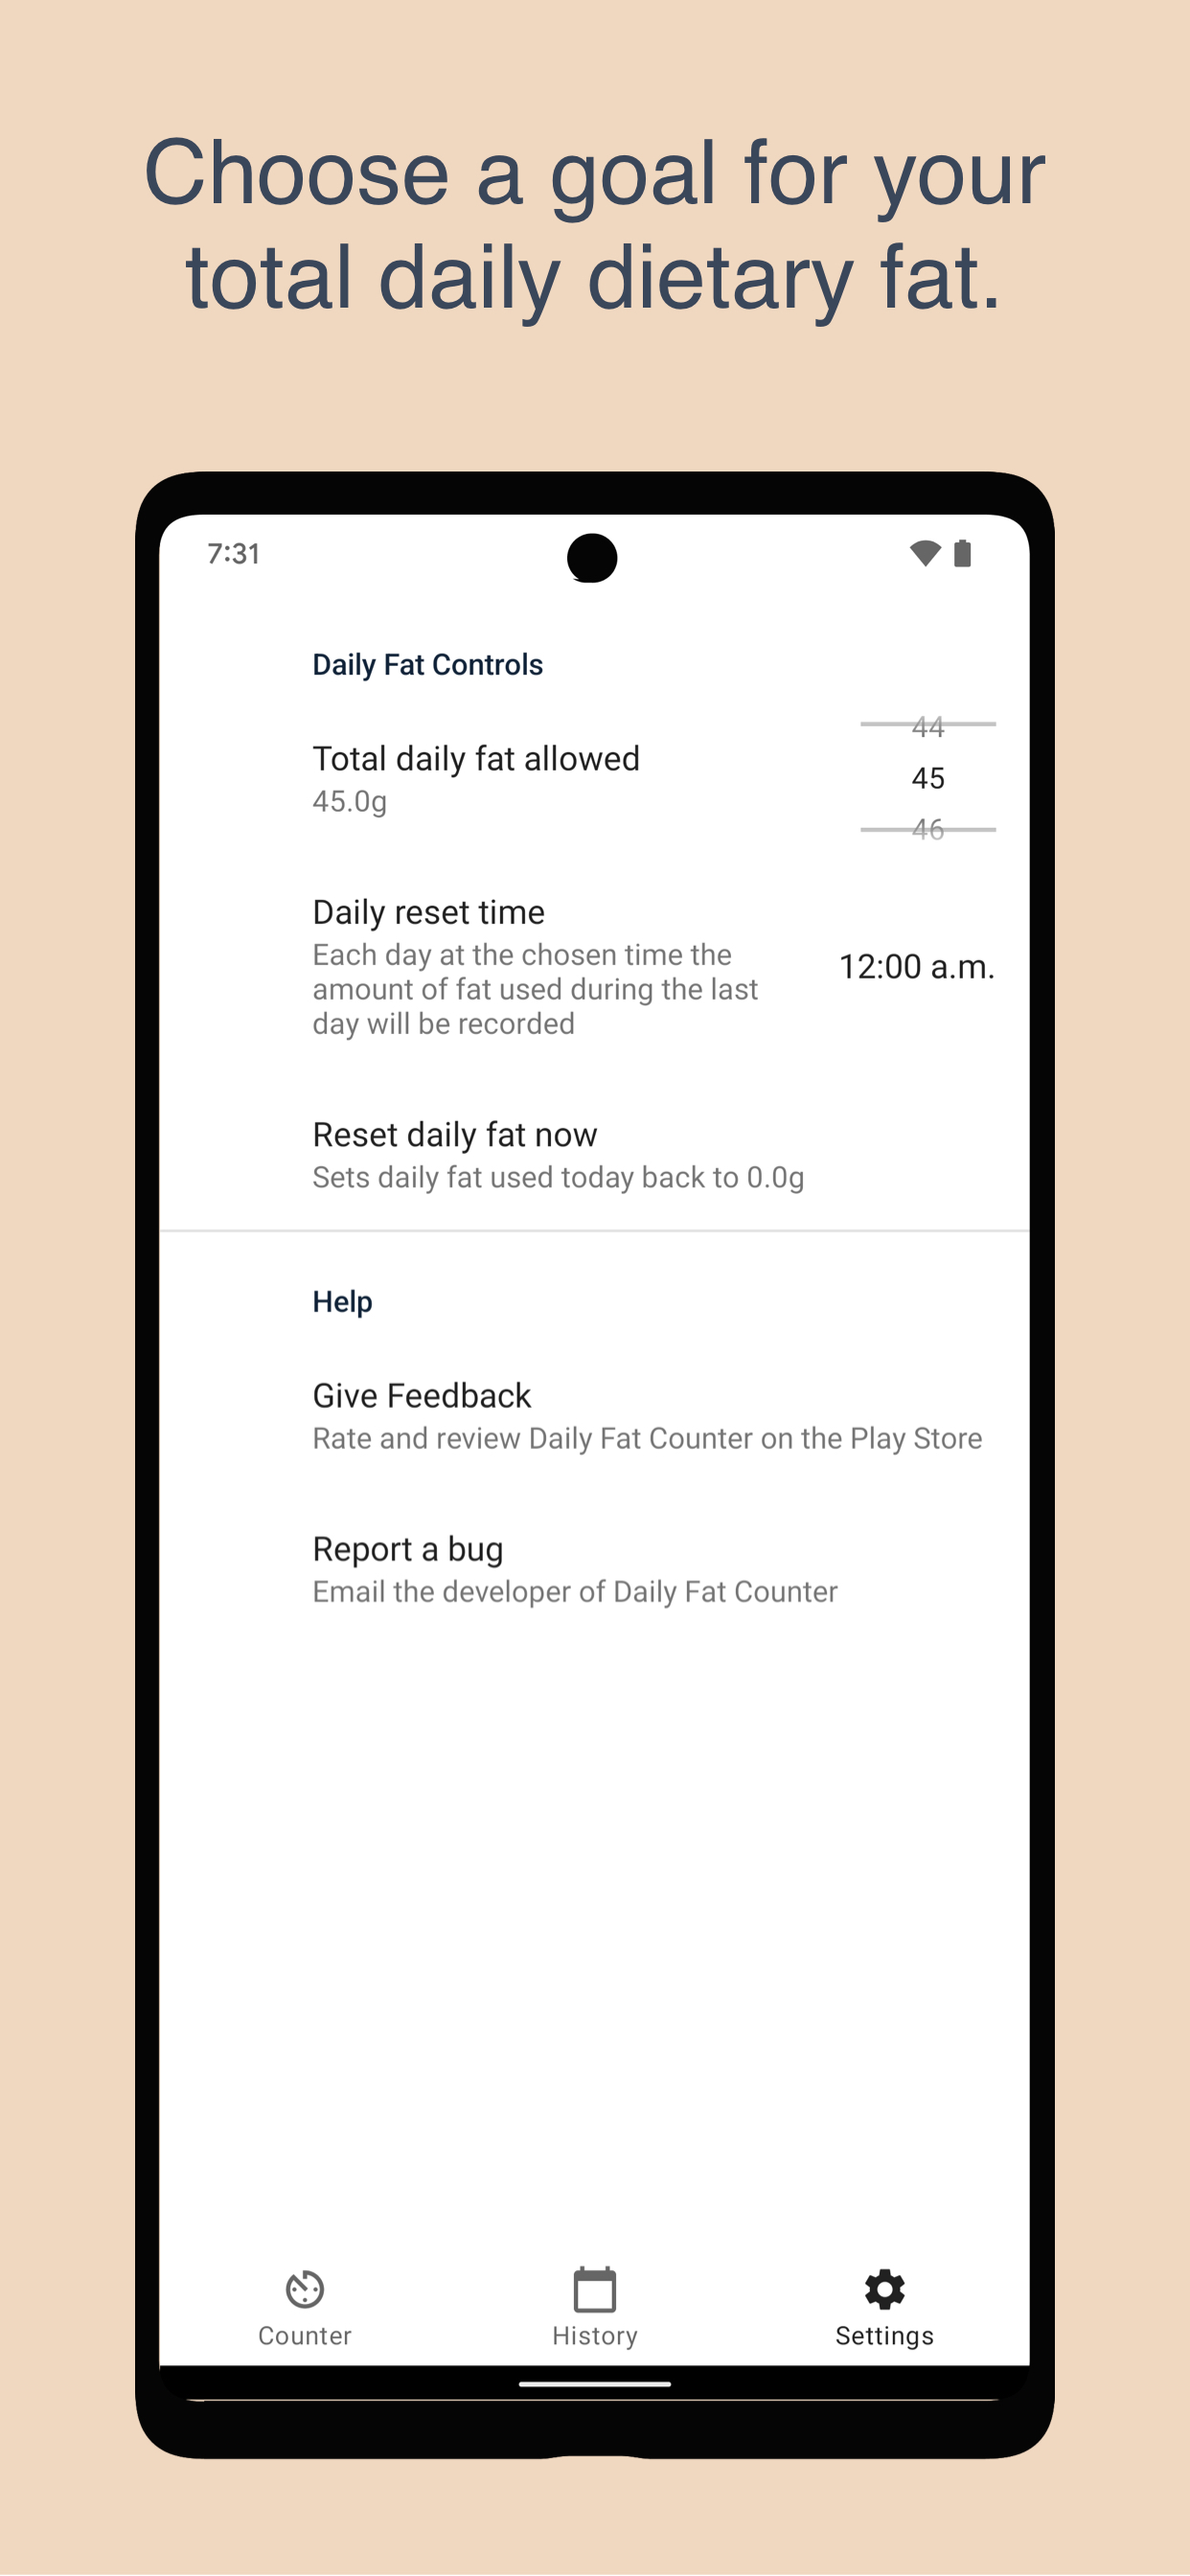 Choose a goal for your
total daily dietary fat.
7:31
Daily Fat Controls
44
Total daily fat allowed
45
45.0g
46
Daily reset time
Each day at the chosen time the
amount of fat used during the last
day will be recorded
12:00 a.m.
Reset daily fat now
Sets daily fat used today back to 0.0g
Help
Give Feedback
Rate and review Daily Fat Counter on the Play Store
Report a bug
Email the developer of Daily Fat Counter
Counter
History
Settings